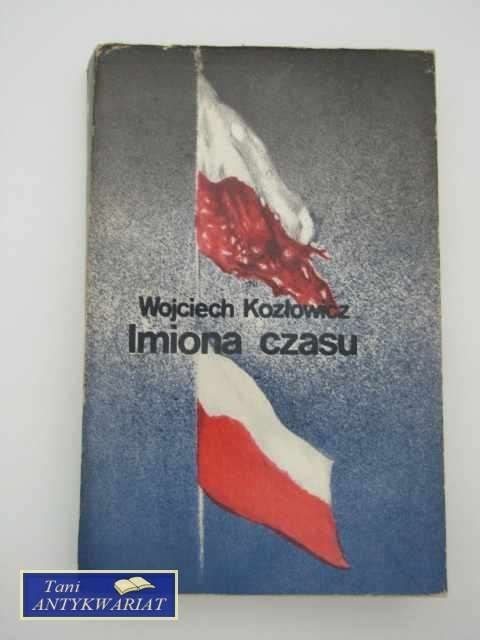 Wojciech Kozłowicz
Imiona czasu
Tani
ANTYKWARIAT